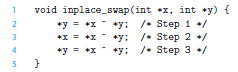 1 void inplace_swap(int *x, int *y) {
2 *y = *x ^ *y; /* Step 1 */
3 *x = *x ^ *y; /* Step 2 */
4 *y = *x ^ *y; /* Step 3 */
5 }